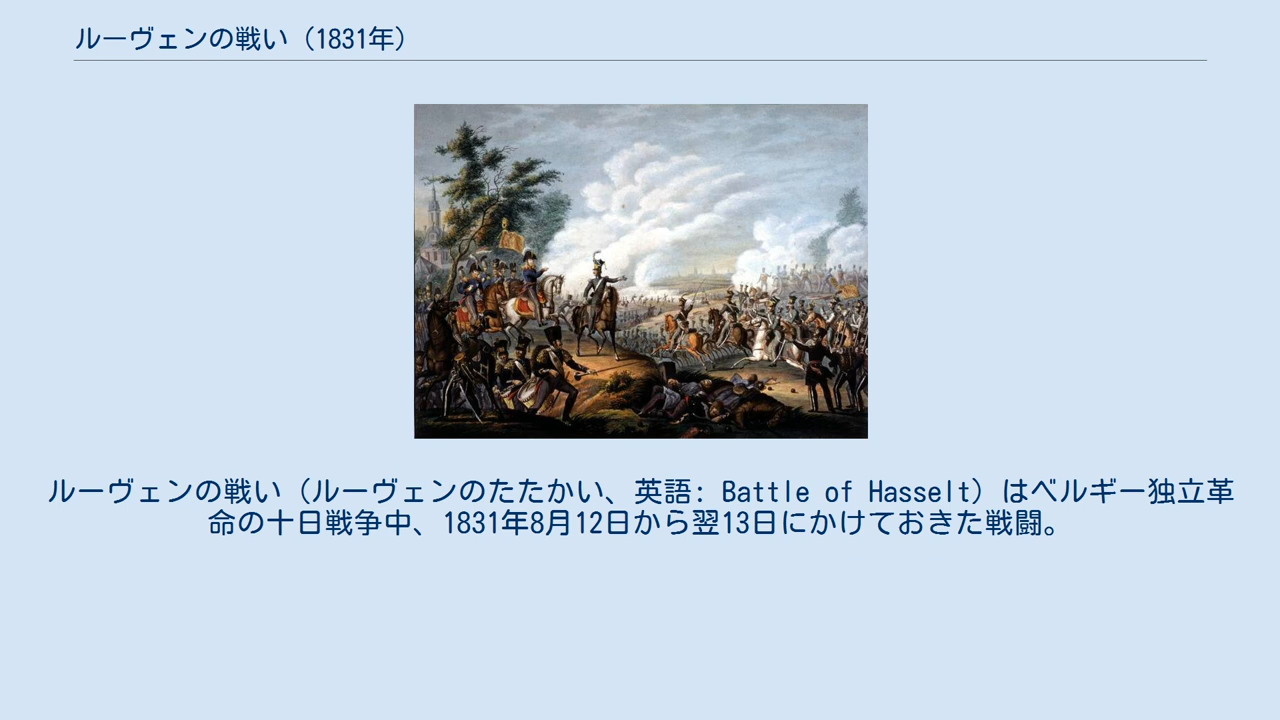 ルーヴェンの戦い（1831年）
ルーヴェンの戦い（ルーヴェンのたたかい、英語: Battle of Hasselt）はベルギー独立革
命の十日戦争中、1831年8月12日から翌13日にかけておきた戦闘。